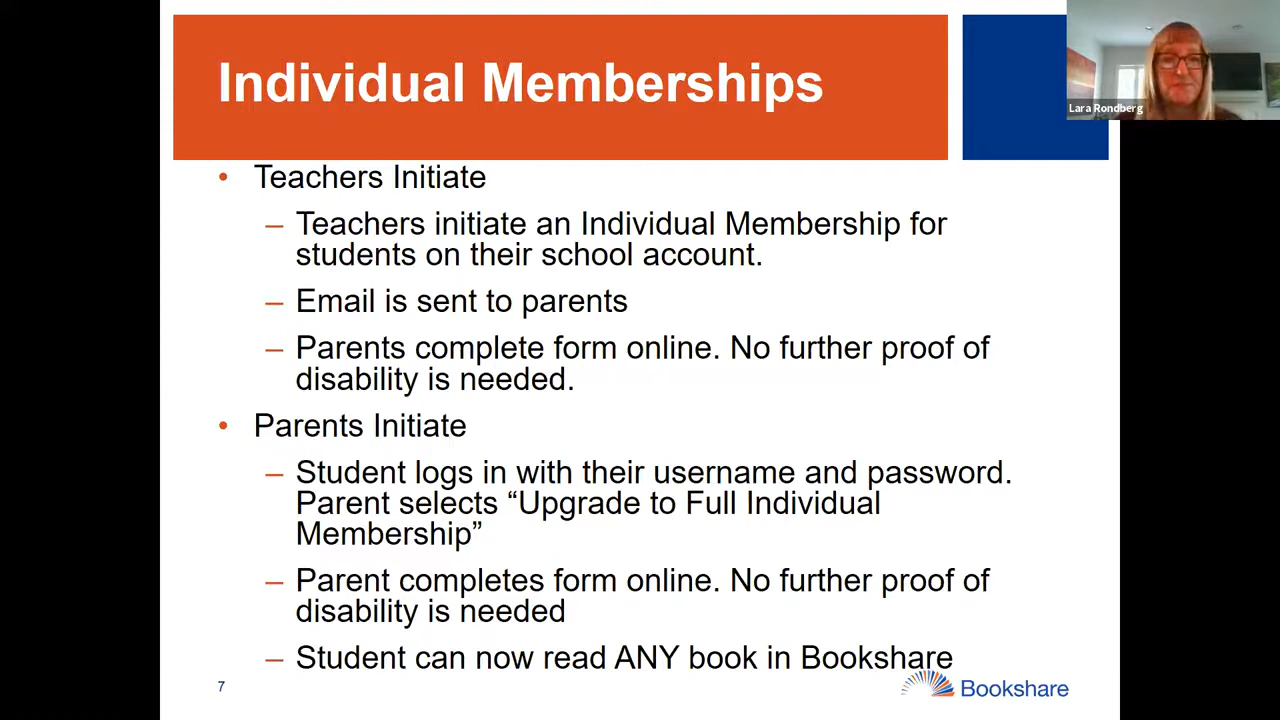 Individual Memberships
Lara Rondberg
• Teachers Initiate
– Teachers initiate an Individual Membership for
students on their school account.
– Email is sent to parents
– Parents complete form online. No further proof of
disability is needed.
• Parents Initiate
– Student logs in with their username and password.
Parent selects “Upgrade to Full Individual
Membership”
– Parent completes form online. No further proof of
disability is needed
– Student can now read ANY book in Bookshare
7
Bookshare